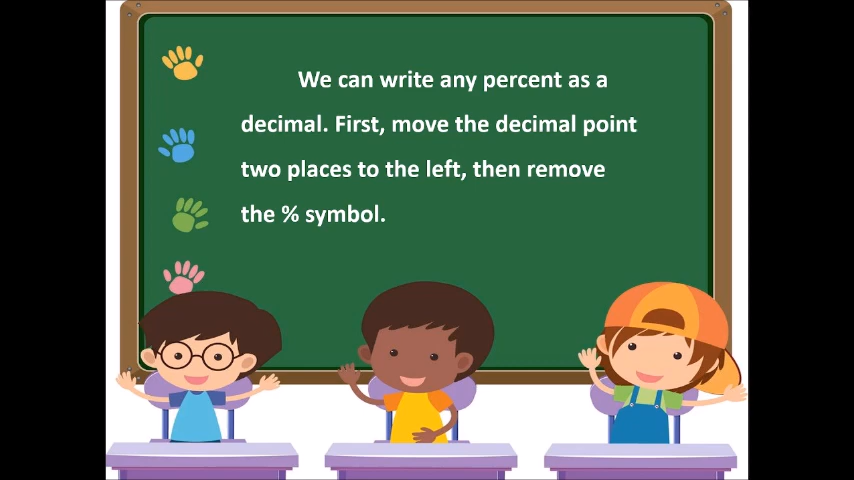 We can write any percent as a
decimal. First, move the decimal point
two places to the left, then remove
the % symbol.